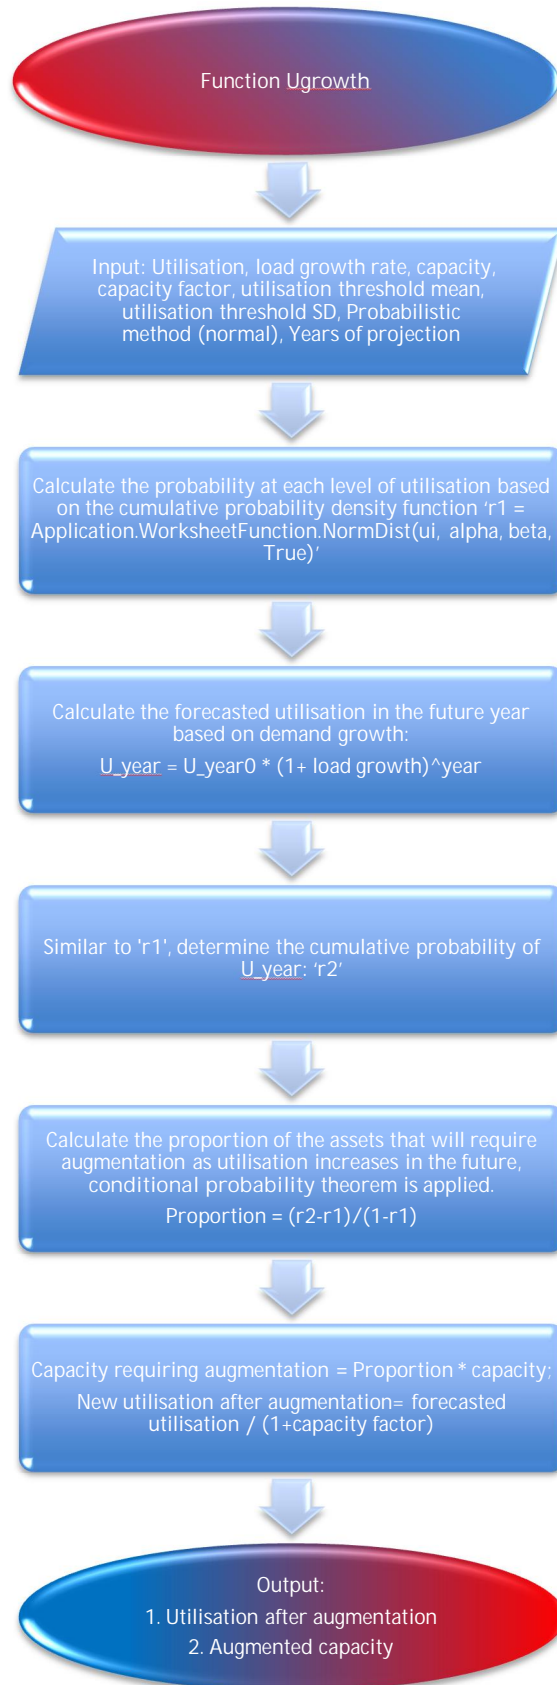 Function Ugrowth
Input: Utilisation, load growth rate, capacity,
capacity factor, utilisation threshold mean,
utilisation threshold SD, Probabilistic
method (normal), Years of projection
Calculate the probability at each level of utilisation based
on the cumulative probability density function ‘r1 =
Application.WorksheetFunction.NormDist(ui, alpha, beta,
True)’
Calculate the forecasted utilisation in the future year
based on demand growth:
U_year = U_year0 * (1+ load growth)^year
Similar to 'r1', determine the cumulative probability of
U_year: ‘r2’
Calculate the proportion of the assets that will require
augmentation as utilisation increases in the future,
conditional probability theorem is applied.
Proportion = (r2-r1)/(1-r1)
Capacity requiring augmentation = Proportion * capacity;
New utilisation after augmentation= forecasted
utilisation / (1+capacity factor)
Output:
1. Utilisation after augmentation
2. Augmented capacity